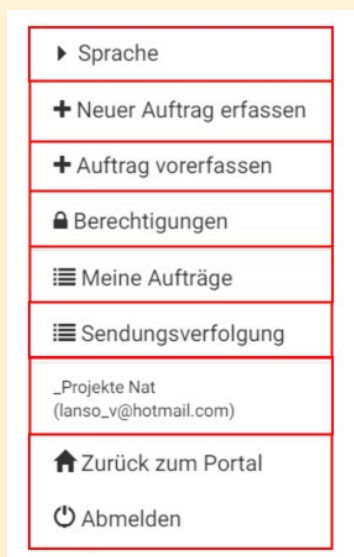 Sprache
Neuer Auftrag erfassen
Auftrag vorerfassen
Berechtigungen
Meine Aufträge
Sendungsverfolgung
_Projekte Nat
(lanso_v@hotmail.com)
Zurück zum Portal
Abmelden